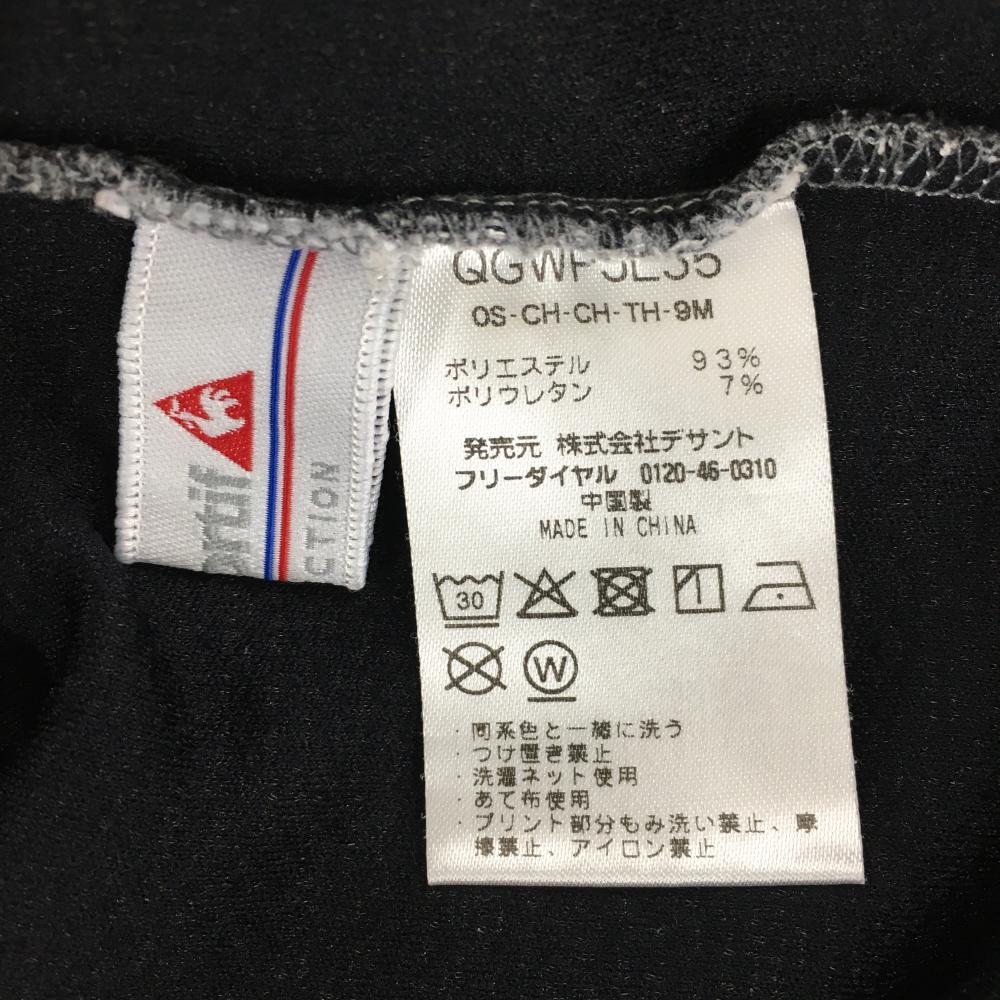 OS-CH-CH-TH-9M
ポリエステル 93%
ポリウレタン 7%
発売元 株式会社デサント
フリーダイヤル 0120-46-0310
中国製
MADE IN CHINA
30
W
・同系色と一緒に洗う
・つけ置き禁止
・洗濯ネット使用
・あて布使用
・プリント部分もみ洗い禁止、摩
擦禁止、アイロン禁止